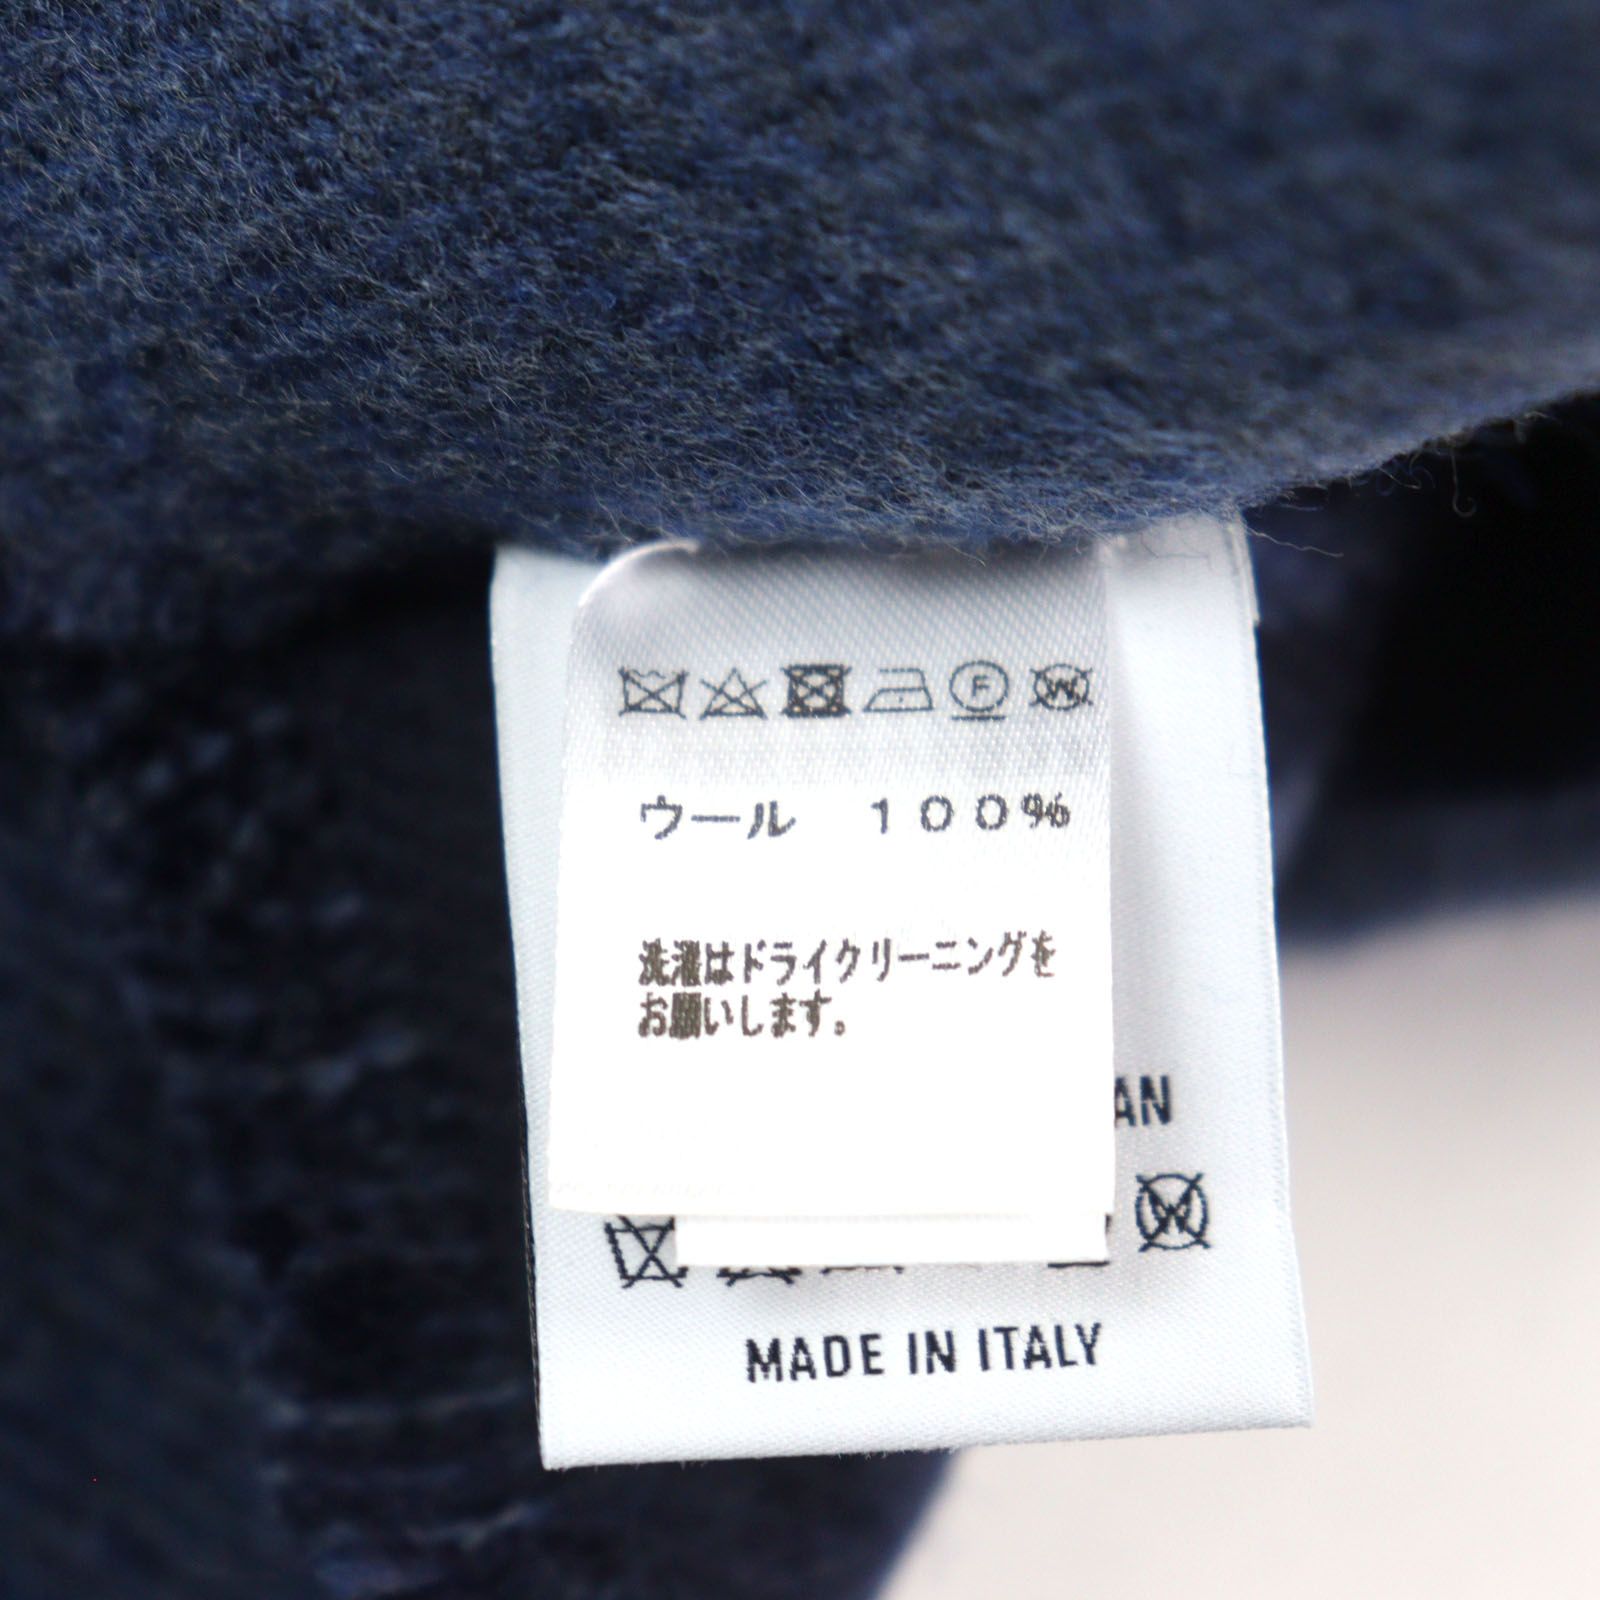 F W
ウール １００％
洗濯はドライクリーニングを
お願いします。
AN
W
MADE IN ITALY